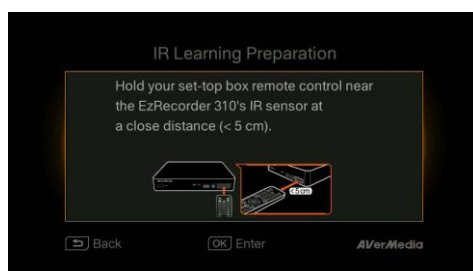 IR Learning Preparation
Hold your set-top box remote control near
the EzRecorder 310's IR sensor at
a close distance (< 5 cm).
<5cm
Back
OK Enter
AVerMedia